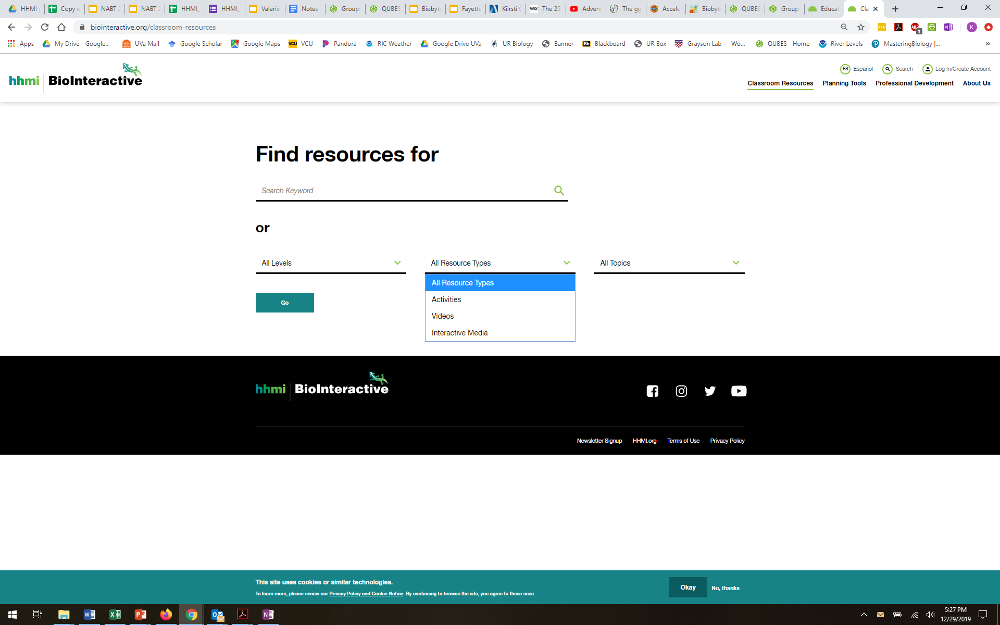 HHMI Copy NABT NABT HHMI_ HHMI_ Valerie Notes Group QUBES Biobyt Fayette Kiirsti The 25 Advent The gg Accele Biobyt QUBES Group Educat Cla
biointeractive.org/classroom-resources
Apps My Drive - Google... UVa Mail Google Scholar Google Maps VCU VCU Pandora RIC Weather Google Drive UVa UR Biology Banner Bb Blackboard UR Box Grayson Lab — Wo... QUBES - Home River Levels MasteringBiology |... »
ES Español Search Log In/Create Account
hhmi BioInteractive
Classroom Resources Planning Tools Professional Development About Us
Find resources for
Search Keyword
or
All Levels All Resource Types All Topics
All Resource Types
Activities
Go
Videos
Interactive Media
hhmi BioInteractive
Newsletter Signup HHMI.org Terms of Use Privacy Policy
This site uses cookies or similar technologies.
To learn more, please review our Privacy Policy and Cookie Notice. By continuing to browse the site, you agree to these uses.
Okay No, thanks
5:27 PM
12/29/2019